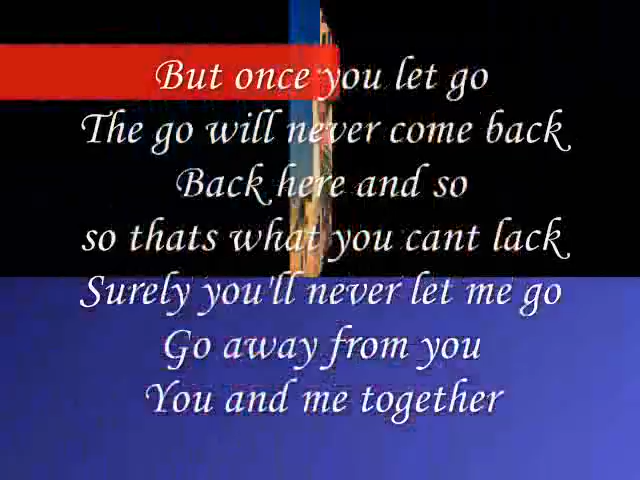 But once you let go
The go will never come back
Back here and so
so thats what you cant lack
Surely you'll never let me go
Go away from you
You and me together